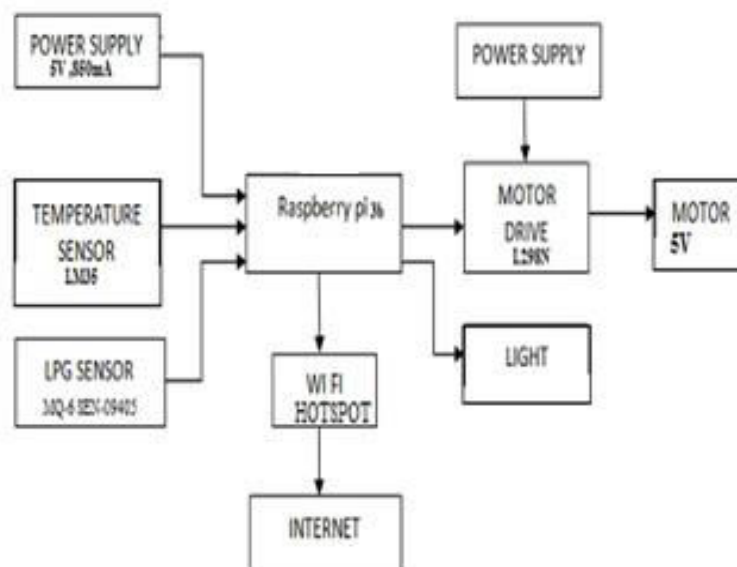 POWER SUPPLY
5V ,850mA
POWER SUPPLY
TEMPERATURE
SENSOR
LM35
Raspberry pi 3b
MOTOR
DRIVE
L298N
MOTOR
5V
LPG SENSOR
MQ-6 SEN-09405
WI FI
HOTSPOT
LIGHT
INTERNET